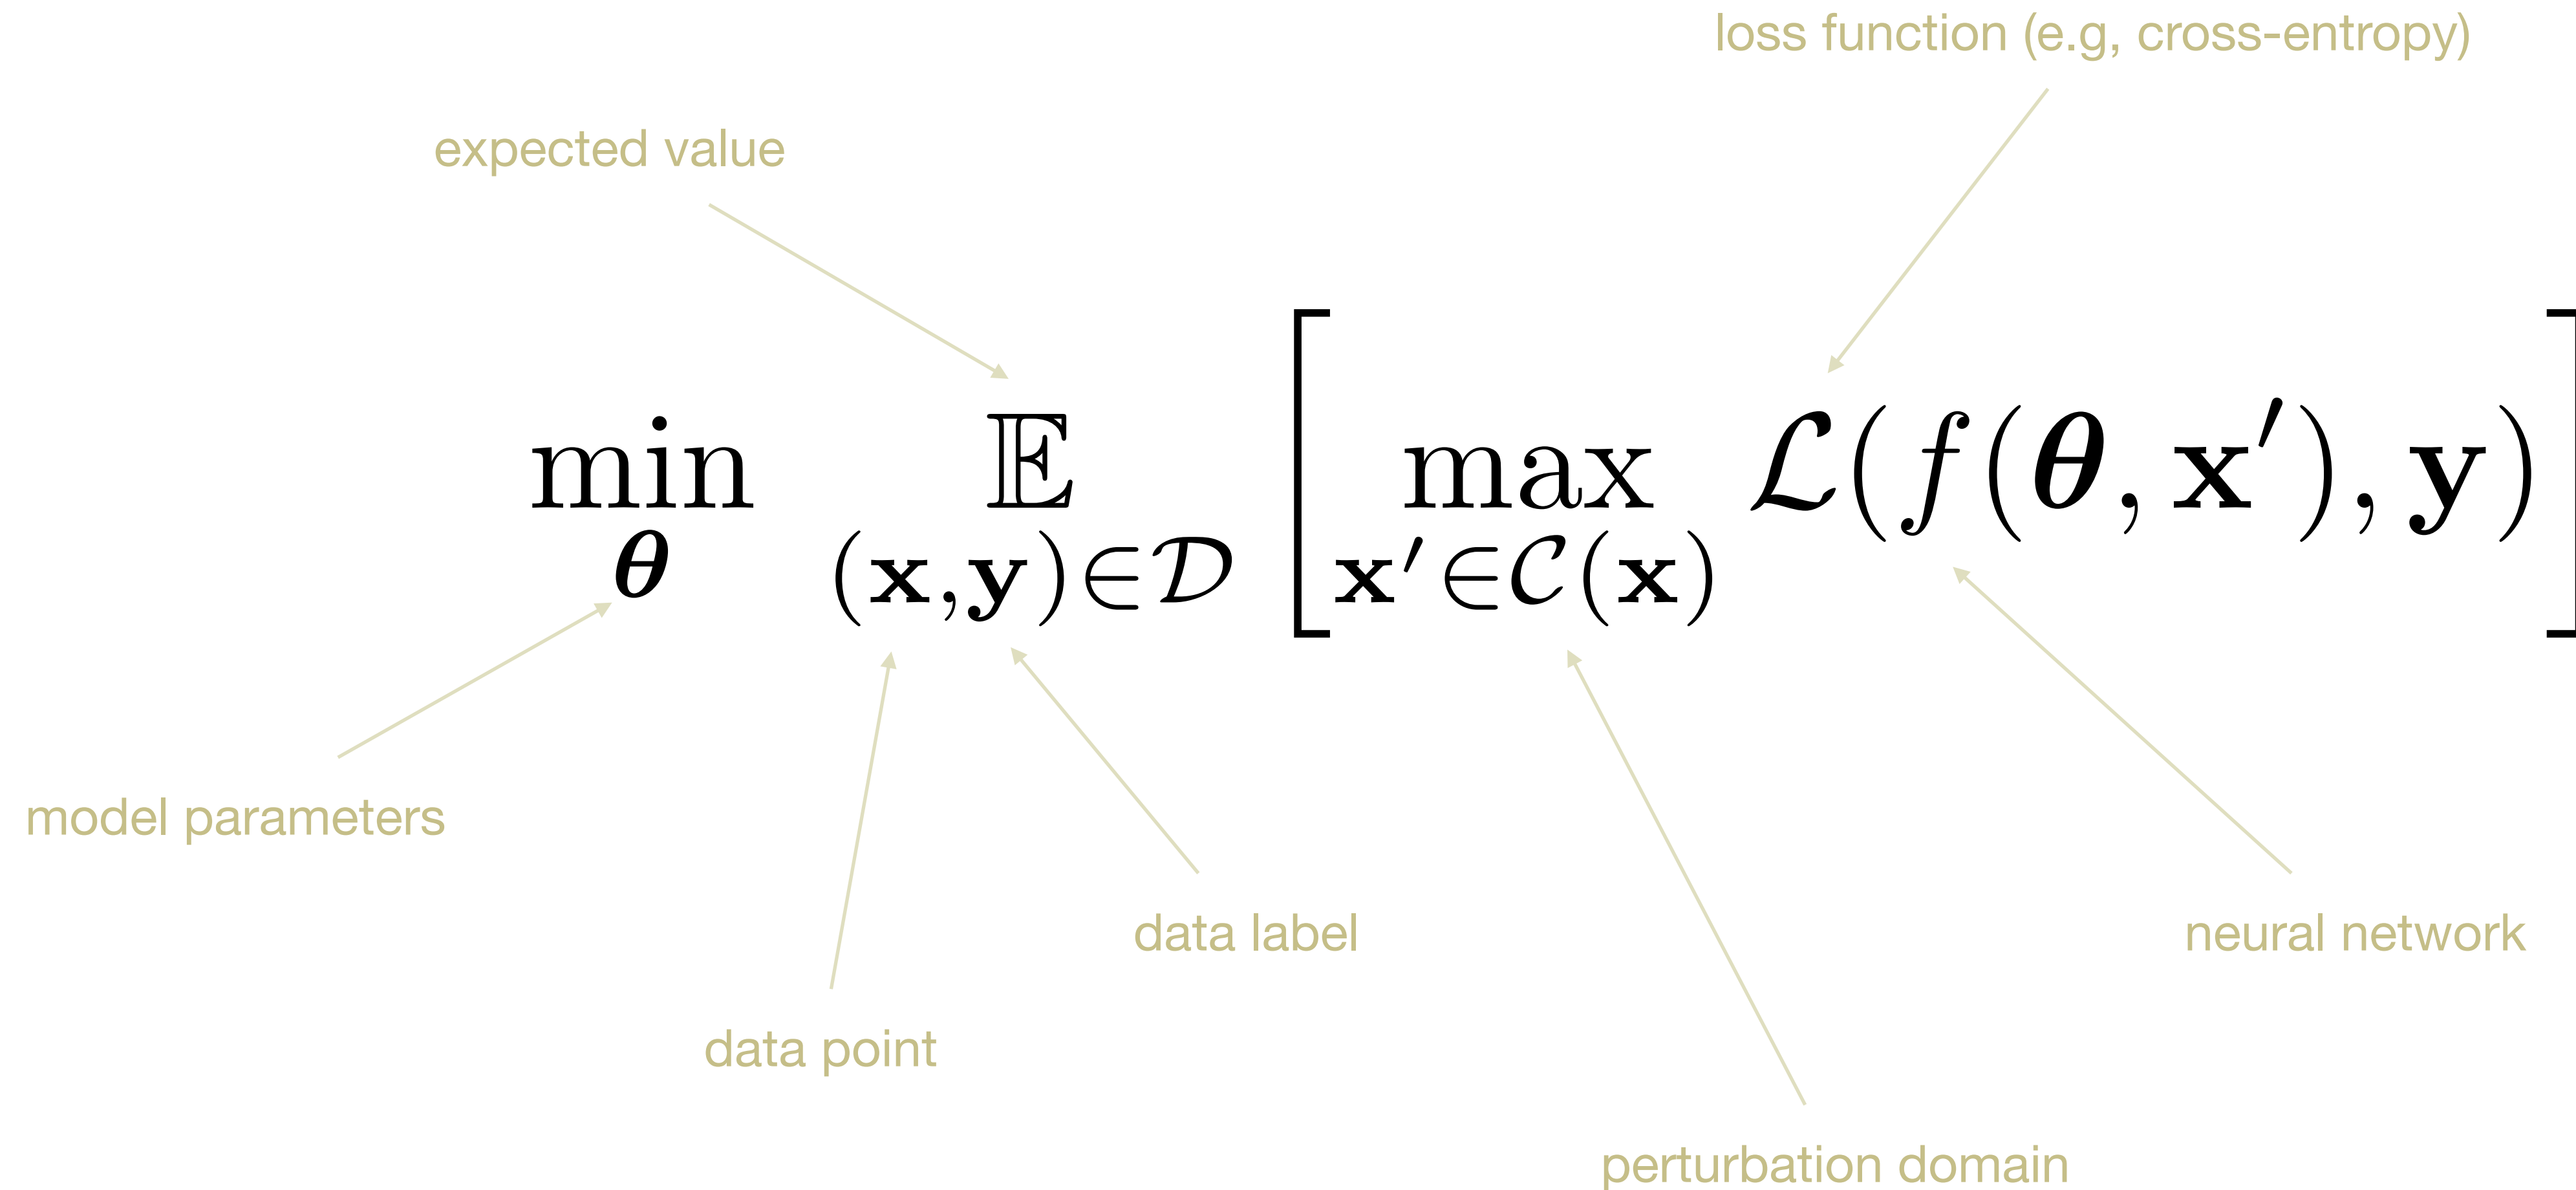 loss function (e.g, cross-entropy)
expected value
min 𝔼 [ max ℒ(f(θ, x′), y) ]
θ (x,y)∈𝒟 x′∈𝒞(x)
model parameters
data label
neural network
data point
perturbation domain